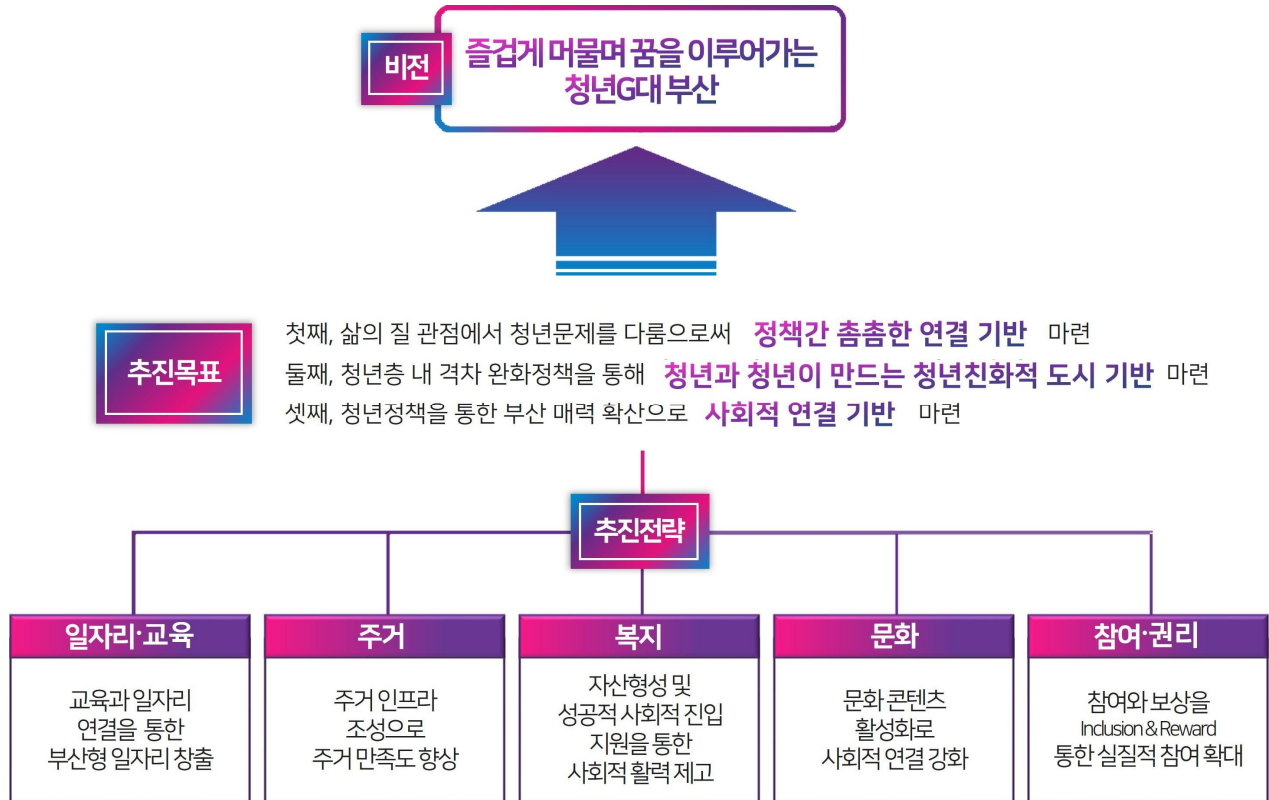 비전
즐겁게 머물며 꿈을 이루어가는
청년G대 부산
추진목표
첫째, 삶의 질 관점에서 청년문제를 다룸으로써 정책간 촘촘한 연결 기반 마련
둘째, 청년층 내 격차 완화정책을 통해 청년과 청년이 만드는 청년친화적 도시 기반 마련
셋째, 청년정책을 통한 부산 매력 확산으로 사회적 연결 기반 마련
추진전략
일자리·교육
교육과 일자리
연결을 통한
부산형 일자리 창출
주거
주거 인프라
조성으로
주거 만족도 향상
복지
자산형성 및
성공적 사회적 진입
지원을 통한
사회적 활력 제고
문화
문화 콘텐츠
활성화로
사회적 연결 강화
참여·권리
참여와 보상을
Inclusion & Reward
통한 실질적 참여 확대